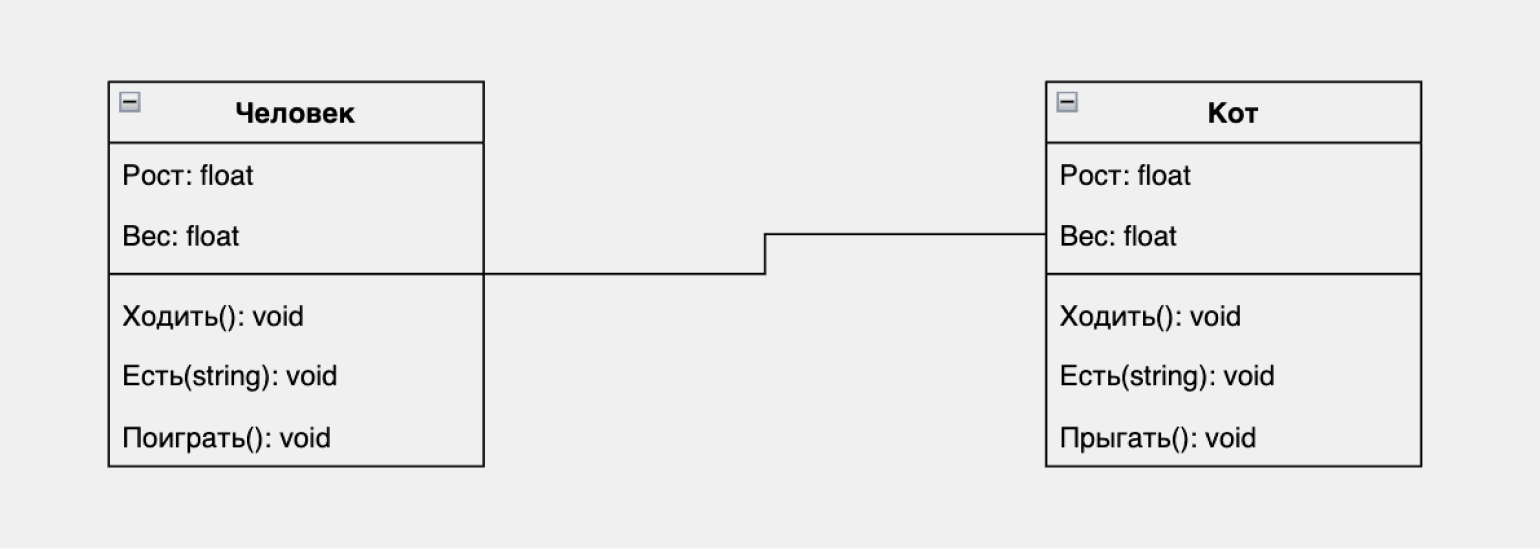 Человек
Рост: float
Вес: float
Ходить(): void
Есть(string): void
Поиграть(): void
Кот
Рост: float
Вес: float
Ходить(): void
Есть(string): void
Прыгать(): void